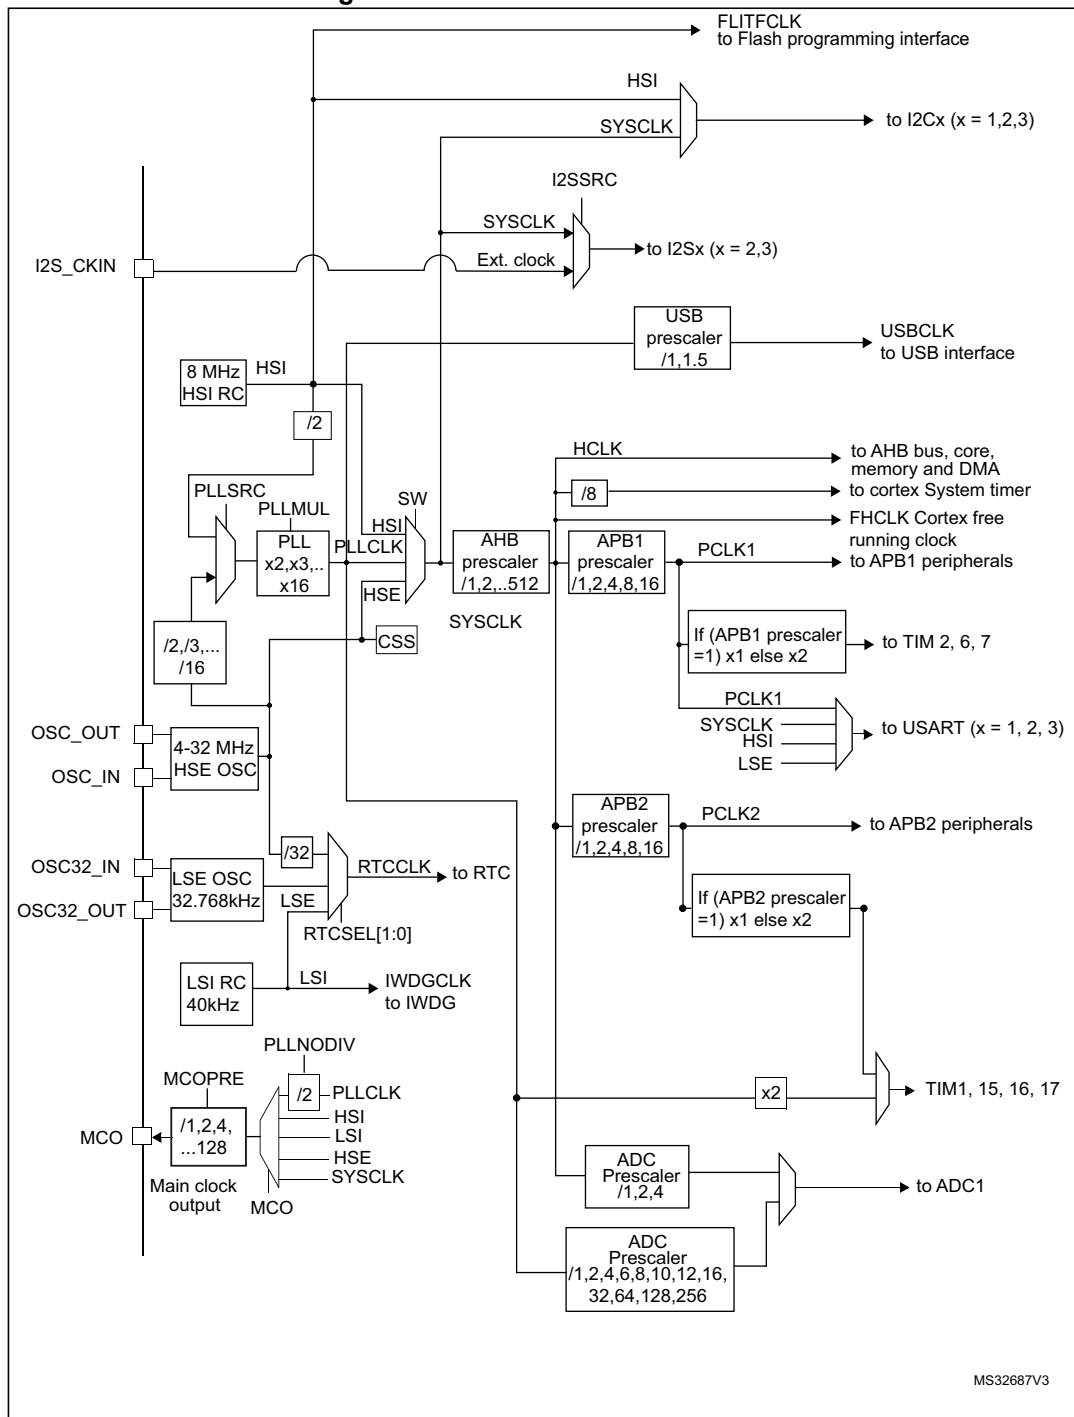 FLITFCLK
to Flash programming interface
HSI
SYSCLK
to I2Cx (x = 1,2,3)
I2SSRC
SYSCLK
to I2Sx (x = 2,3)
I2S_CKIN
Ext. clock
USB
prescaler
/1,1.5
USBCLK
to USB interface
8 MHz
HSI RC
HSI
/2
HCLK
to AHB bus, core,
memory and DMA
/8
to cortex System timer
FHCLK Cortex free
running clock
PLLSRC
PLLMUL
PLL
x2,x3,..
x16
SW
HSI
PLLCLK
HSE
AHB
prescaler
/1,2,..512
APB1
prescaler
/1,2,4,8,16
PCLK1
to APB1 peripherals
SYSCLK
CSS
/2,/3,...
/16
If (APB1 prescaler
=1) x1 else x2
to TIM 2, 6, 7
PCLK1
SYSCLK
HSI
LSE
to USART (x = 1, 2, 3)
OSC_OUT
OSC_IN
4-32 MHz
HSE OSC
APB2
prescaler
/1,2,4,8,16
PCLK2
to APB2 peripherals
/32
OSC32_IN
OSC32_OUT
LSE OSC
32.768kHz
LSE
RTCCLK
to RTC
RTCSEL[1:0]
If (APB2 prescaler
=1) x1 else x2
LSI RC
40kHz
LSI
IWDGCLK
to IWDG
PLLNODIV
MCOPRE
/2
PLLCLK
HSI
LSI
HSE
SYSCLK
MCO
/1,2,4,
...128
Main clock
output
MCO
x2
TIM1, 15, 16, 17
ADC
Prescaler
/1,2,4
to ADC1
ADC
Prescaler
/1,2,4,6,8,10,12,16,
32,64,128,256
MS32687V3